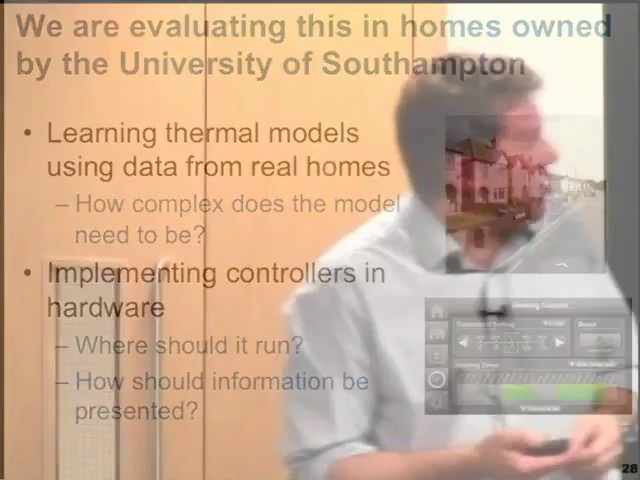 We are evaluating this in homes owned
by the University of Southampton
• Learning thermal models
using data from real homes
– How complex does the model
need to be?
• Implementing controllers in
hardware
– Where should it run?
– How should information be
presented?
28